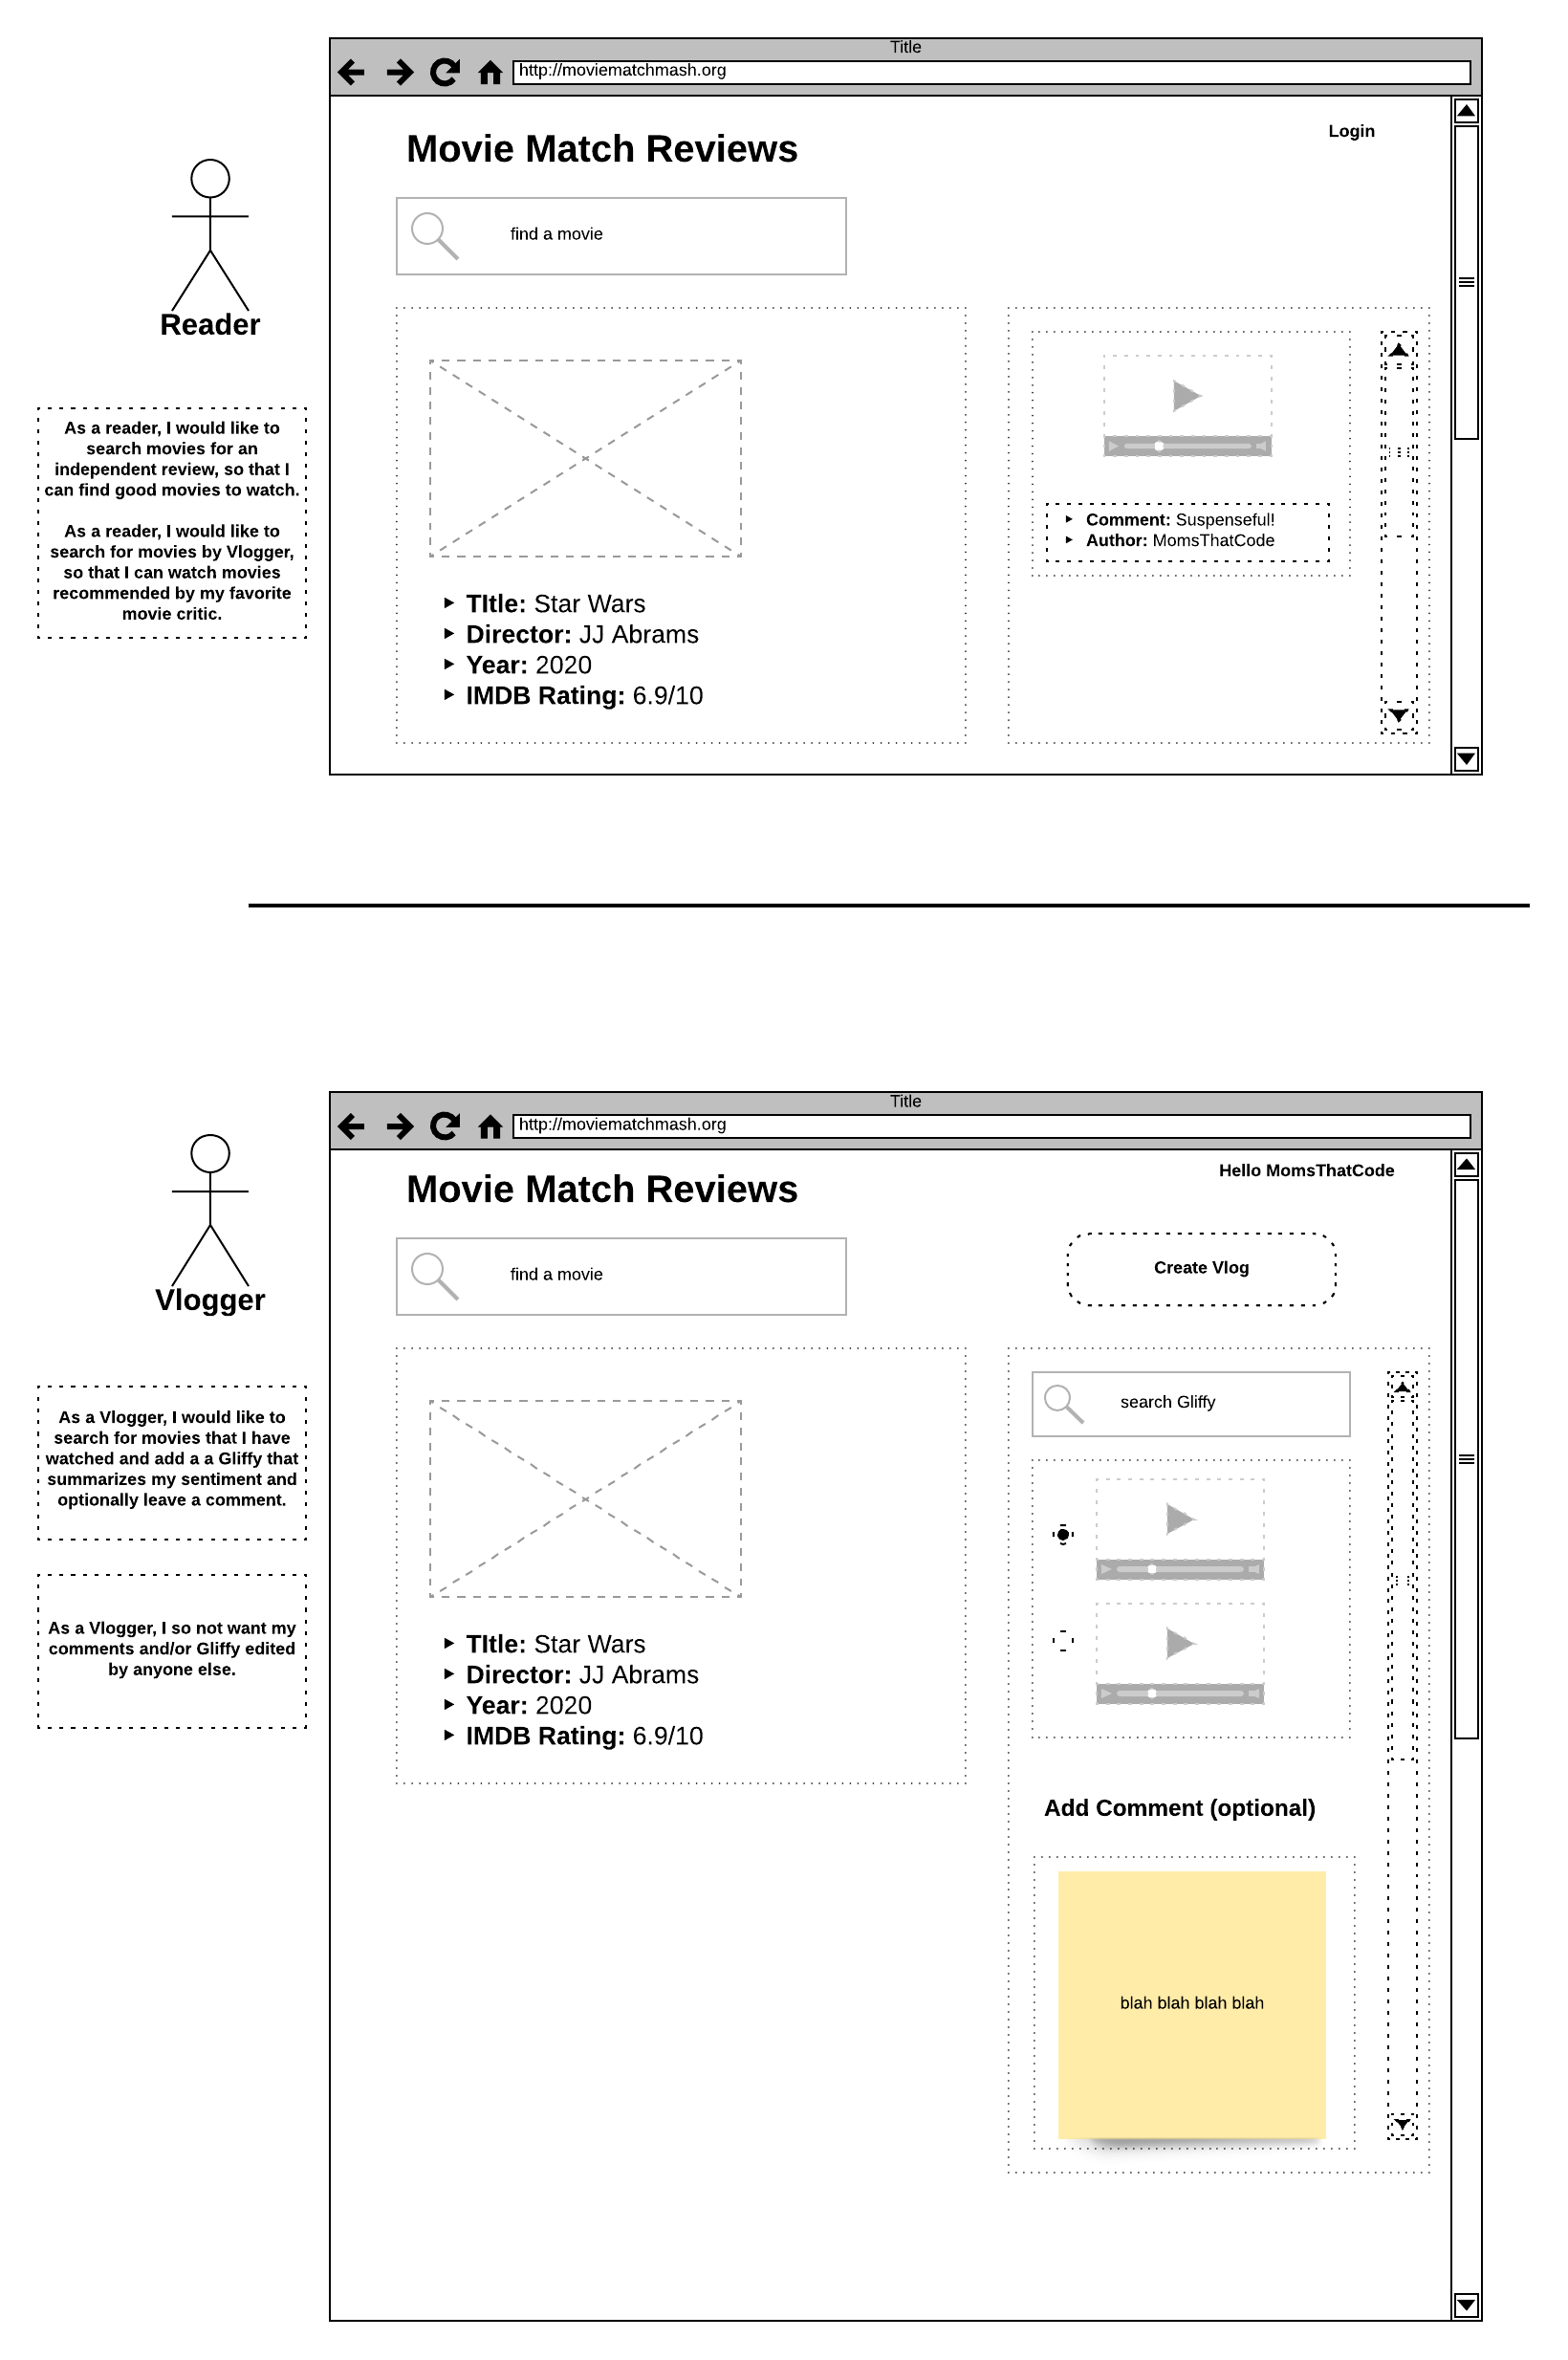 Title
http://moviematchmash.org
Movie Match Reviews
Login
find a movie
Reader
As a reader, I would like to
search movies for an
independent review, so that I
can find good movies to watch.
As a reader, I would like to
search for movies by Vlogger,
so that I can watch movies
recommended by my favorite
movie critic.
TItle: Star Wars
Director: JJ Abrams
Year: 2020
IMDB Rating: 6.9/10
Comment: Suspenseful!
Author: MomsThatCode
Title
http://moviematchmash.org
Movie Match Reviews
Hello MomsThatCode
find a movie
Create Vlog
Vlogger
As a Vlogger, I would like to
search for movies that I have
watched and add a a Gliffy that
summarizes my sentiment and
optionally leave a comment.
As a Vlogger, I so not want my
comments and/or Gliffy edited
by anyone else.
TItle: Star Wars
Director: JJ Abrams
Year: 2020
IMDB Rating: 6.9/10
search Gliffy
Add Comment (optional)
blah blah blah blah